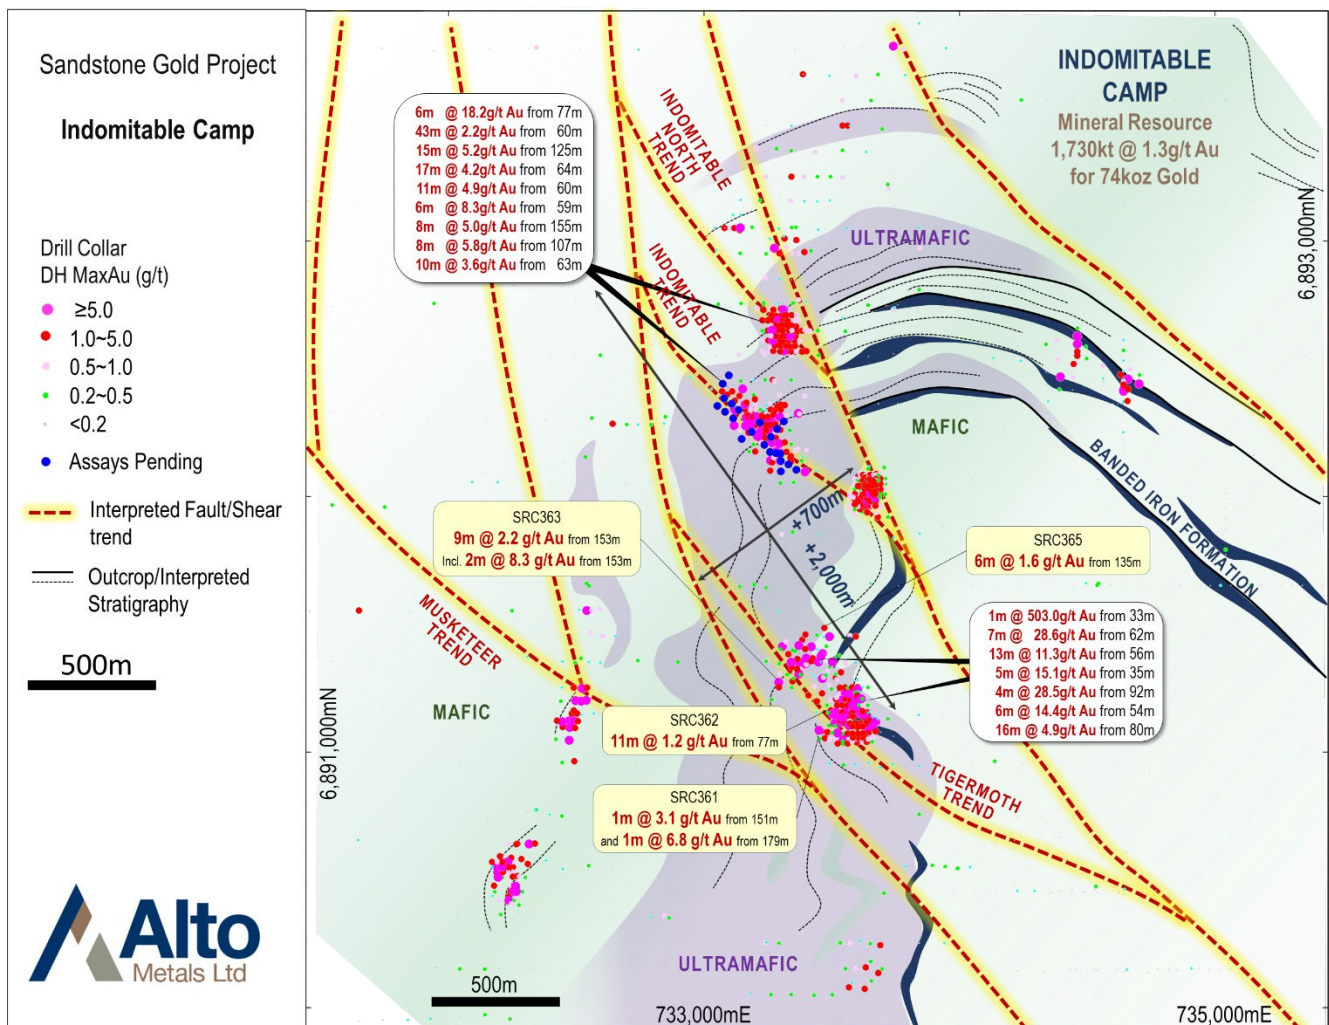 Sandstone Gold Project
Indomitable Camp
Drill Collar
DH MaxAu (g/t)
≥5.0
1.0~5.0
0.5~1.0
0.2~0.5
<0.2
Assays Pending
Interpreted Fault/Shear
trend
Outcrop/Interpreted
Stratigraphy
500m
Alto
Metals Ltd
6m @ 18.2g/t Au from 77m
43m @ 2.2g/t Au from 60m
15m @ 5.2g/t Au from 125m
17m @ 4.2g/t Au from 64m
11m @ 4.9g/t Au from 60m
6m @ 8.3g/t Au from 59m
8m @ 5.0g/t Au from 155m
8m @ 5.8g/t Au from 107m
10m @ 3.6g/t Au from 63m
INDOMITABLE
NORTH
TREND
INDOMITABLE
CAMP
Mineral Resource
1,730kt @ 1.3g/t Au
for 74koz Gold
6,893,000mN
ULTRAMAFIC
INDOMITABLE
TREND
MAFIC
BANDED IRON FORMATION
+700m
+2,000m
SRC363
9m @ 2.2 g/t Au from 153m
Incl. 2m @ 8.3 g/t Au from 153m
SRC365
6m @ 1.6 g/t Au from 135m
1m @ 503.0g/t Au from 33m
7m @ 28.6g/t Au from 62m
13m @ 11.3g/t Au from 56m
5m @ 15.1g/t Au from 35m
4m @ 28.5g/t Au from 92m
6m @ 14.4g/t Au from 54m
16m @ 4.9g/t Au from 80m
MUSKETEER
TREND
MAFIC
6,891,000mN
SRC362
11m @ 1.2 g/t Au from 77m
SRC361
1m @ 3.1 g/t Au from 151m
and 1m @ 6.8 g/t Au from 179m
TIGERMOTH
TREND
ULTRAMAFIC
500m
733,000mE
735,000mE